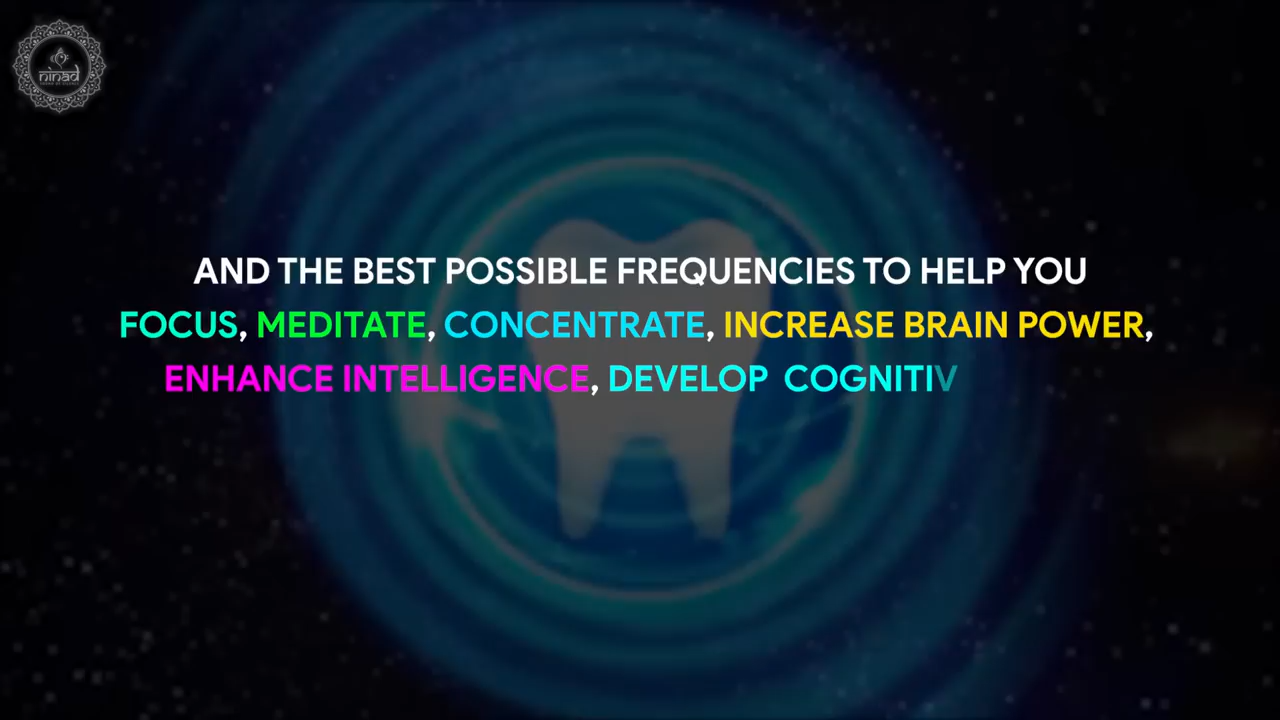 ninad
AND THE BEST POSSIBLE FREQUENCIES TO HELP YOU
FOCUS, MEDITATE, CONCENTRATE, INCREASE BRAIN POWER,
ENHANCE INTELLIGENCE, DEVELOP COGNITIV